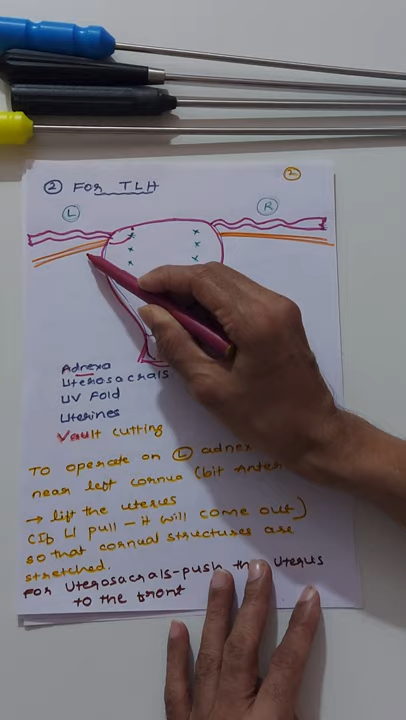 ② FOR TLH
②
Ⓛ
Ⓡ
Adnexa
Uterosacrals
UV Fold
Uterines
Vault cutting
To operate on Ⓛ adnex
near left cornua (bit Anter
→ lift the uterus
(If U pull - it will come out)
so that cornual structures are
stretched.
For Uterosacrals-push the Uterus
to the front